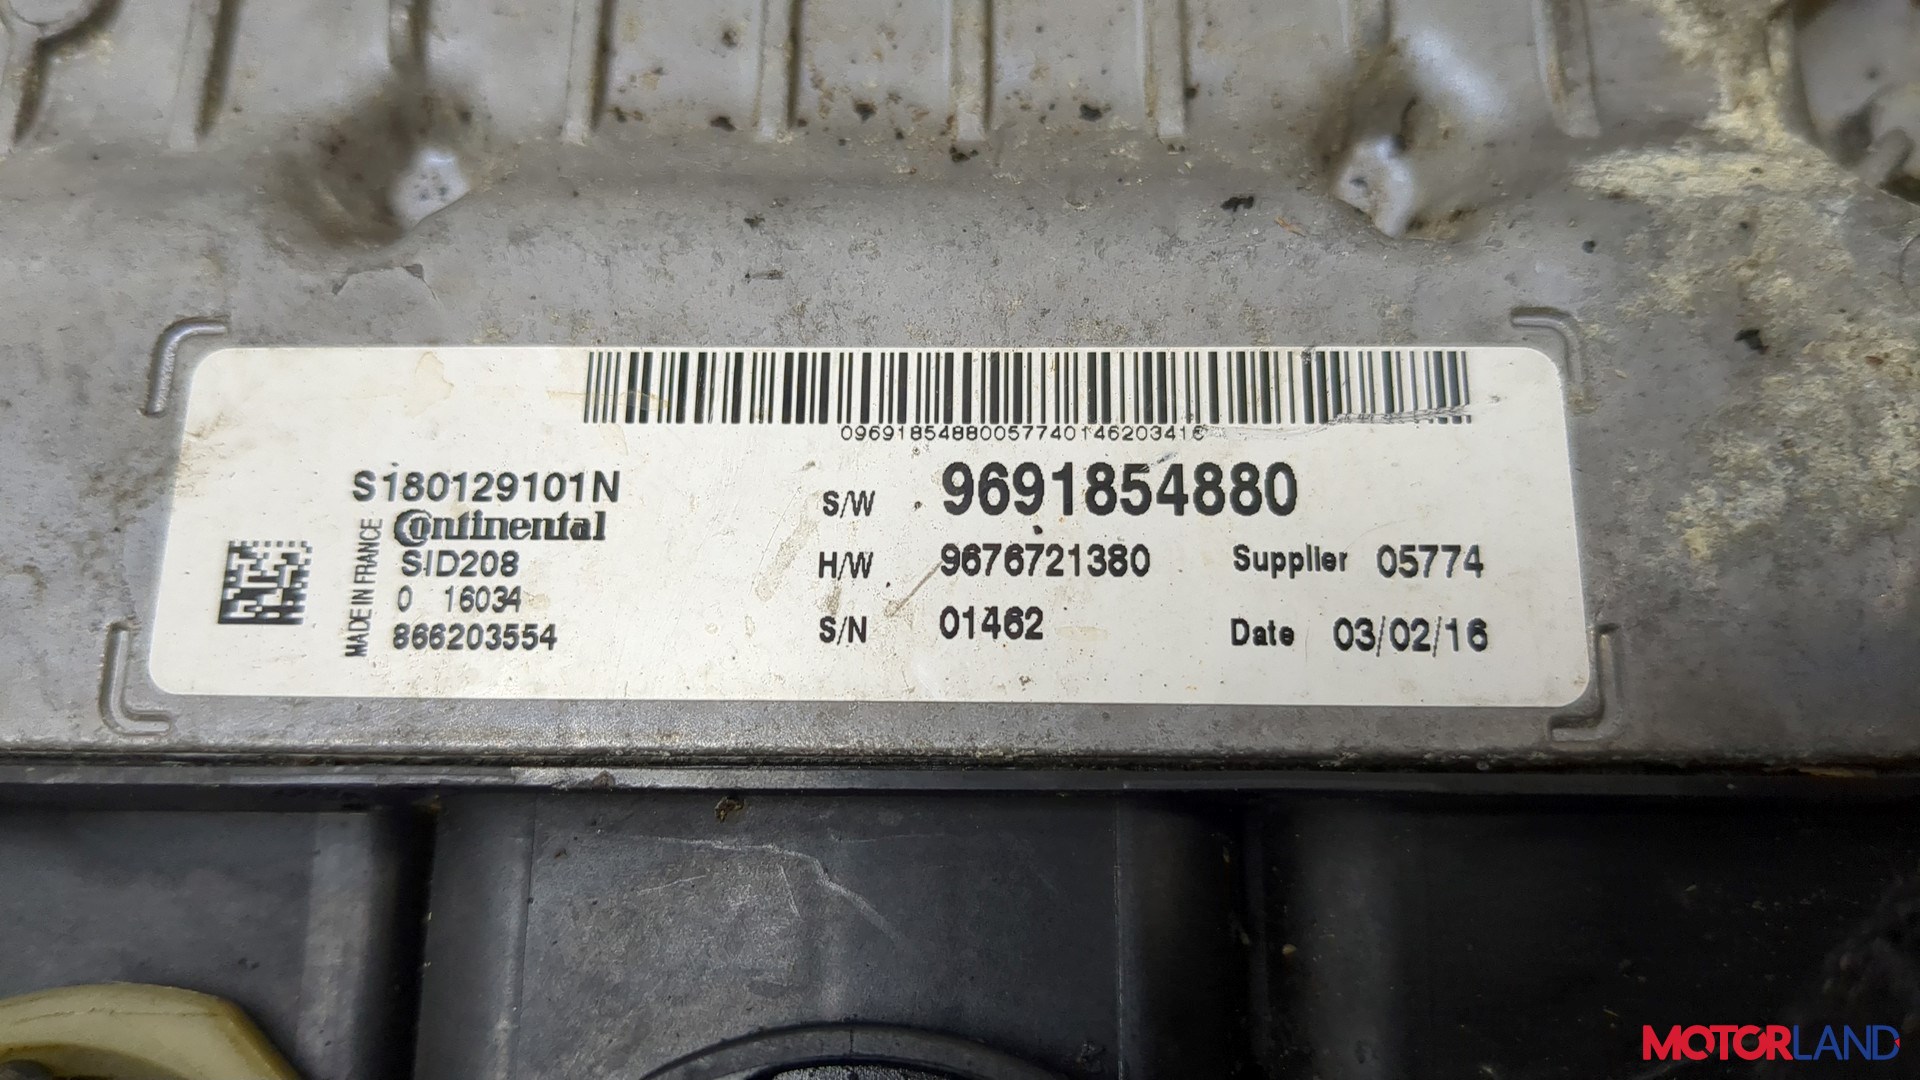 09691854880057740146203416
S180129101N
Continental
SID208
0 16034
866203554
MADE IN FRANCE
S/W 9691854880
H/W 9676721380 Supplier 05774
S/N 01462 Date 03/02/16
MOTORLAND